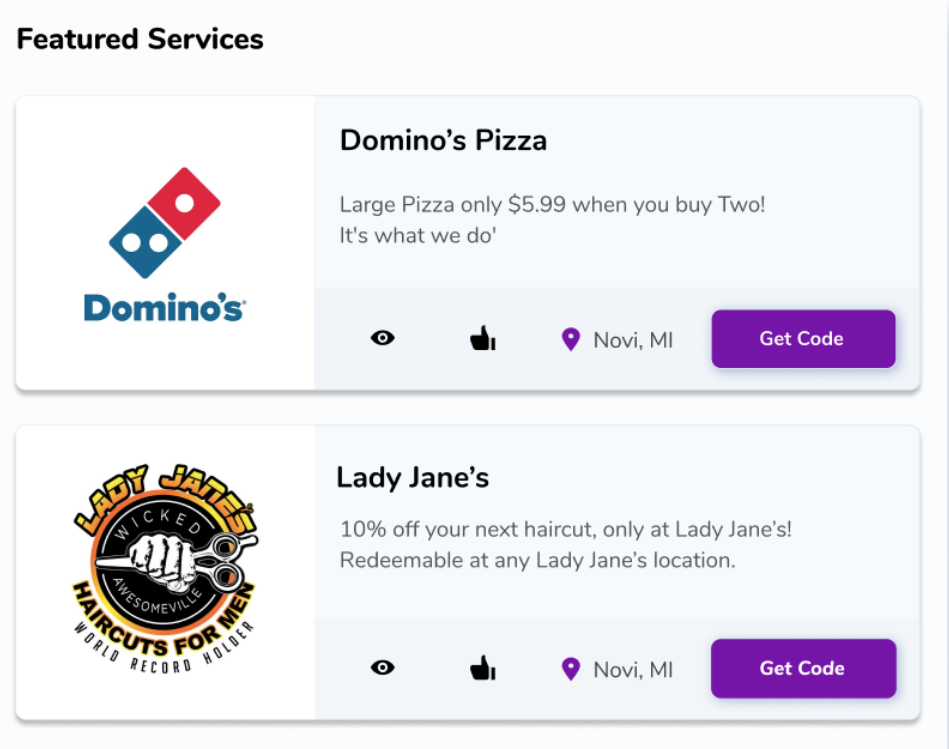 Featured Services
Domino’s Pizza
Large Pizza only $5.99 when you buy Two!
It's what we do'
Domino’s®
Novi, MI
Get Code
Lady Jane’s
10% off your next haircut, only at Lady Jane’s!
Redeemable at any Lady Jane’s location.
LADY JANE'S
WICKED
AWESOMEVILLE
HAIRCUTS FOR MEN
WORLD RECORD HOLDER
Novi, MI
Get Code